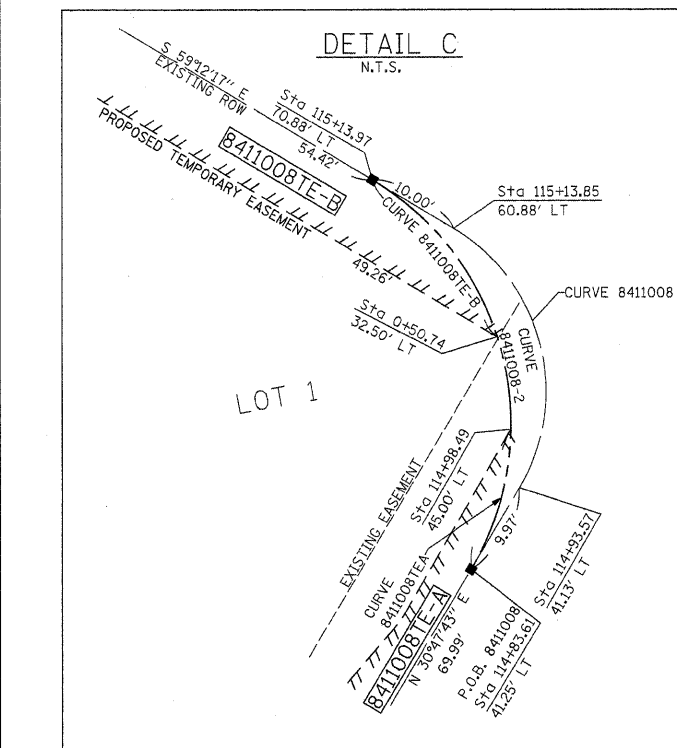 DETAIL C
N.T.S.
S 59°12'17" E
EXISTING ROW
Sta 115+13.97
70.88' LT
54.42'
PROPOSED TEMPORARY EASEMENT
8411008TE-B
10.00'
Sta 115+13.85
60.88' LT
CURVE 8411008TE-B
49.26'
CURVE 8411008
Sta 0+50.74
32.50' LT
CURVE
8411008-2
LOT 1
EXISTING EASEMENT
Sta 114+98.49
45.00' LT
CURVE
8411008TEA
9.97'
Sta 114+93.57
41.13' LT
8411008TE-A
N 30°47'43" E
69.99'
P.O.B. 8411008
Sta 114+83.61
41.25' LT